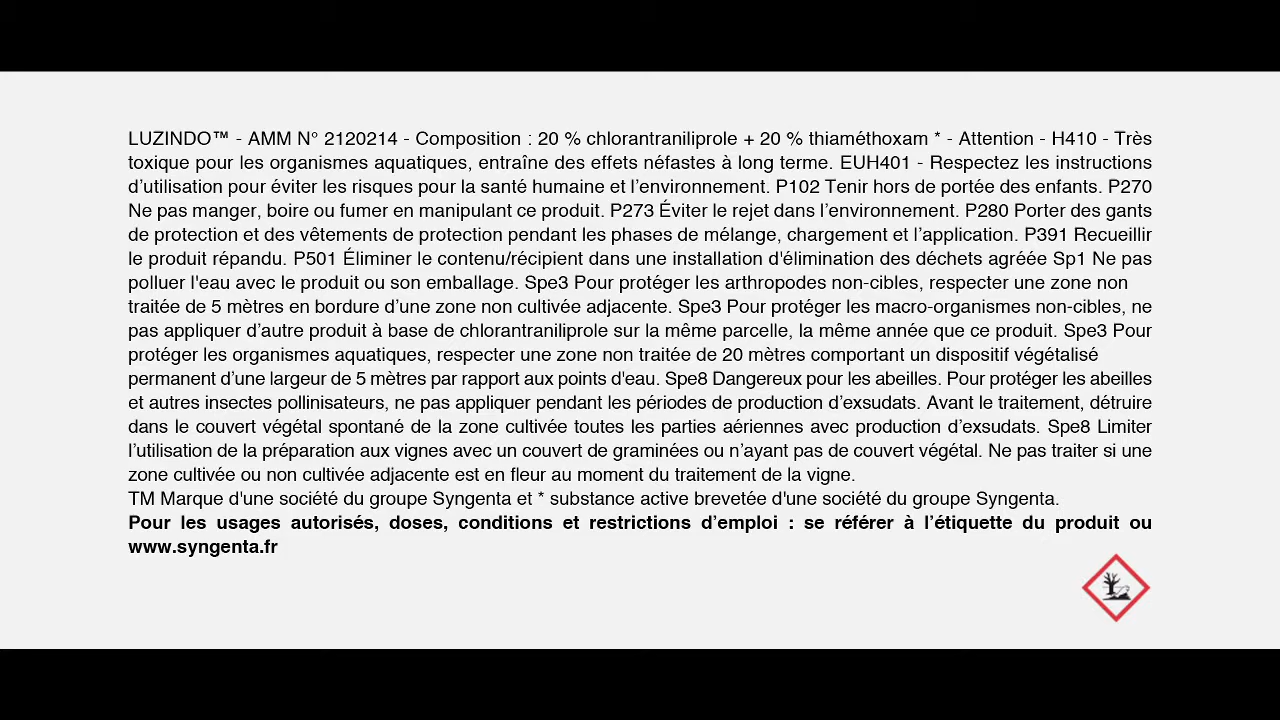 LUZINDO™ - AMM N° 2120214 - Composition : 20 % chlorantraniliprole + 20 % thiaméthoxam * - Attention - H410 - Très
toxique pour les organismes aquatiques, entraîne des effets néfastes à long terme. EUH401 - Respectez les instructions
d’utilisation pour éviter les risques pour la santé humaine et l’environnement. P102 Tenir hors de portée des enfants. P270
Ne pas manger, boire ou fumer en manipulant ce produit. P273 Éviter le rejet dans l’environnement. P280 Porter des gants
de protection et des vêtements de protection pendant les phases de mélange, chargement et l’application. P391 Recueillir
le produit répandu. P501 Éliminer le contenu/récipient dans une installation d'élimination des déchets agréée Sp1 Ne pas
polluer l'eau avec le produit ou son emballage. Spe3 Pour protéger les arthropodes non-cibles, respecter une zone non
traitée de 5 mètres en bordure d’une zone non cultivée adjacente. Spe3 Pour protéger les macro-organismes non-cibles, ne
pas appliquer d’autre produit à base de chlorantraniliprole sur la même parcelle, la même année que ce produit. Spe3 Pour
protéger les organismes aquatiques, respecter une zone non traitée de 20 mètres comportant un dispositif végétalisé
permanent d’une largeur de 5 mètres par rapport aux points d'eau. Spe8 Dangereux pour les abeilles. Pour protéger les abeilles
et autres insectes pollinisateurs, ne pas appliquer pendant les périodes de production d’exsudats. Avant le traitement, détruire
dans le couvert végétal spontané de la zone cultivée toutes les parties aériennes avec production d’exsudats. Spe8 Limiter
l’utilisation de la préparation aux vignes avec un couvert de graminées ou n’ayant pas de couvert végétal. Ne pas traiter si une
zone cultivée ou non cultivée adjacente est en fleur au moment du traitement de la vigne.
TM Marque d'une société du groupe Syngenta et * substance active brevetée d'une société du groupe Syngenta.
Pour les usages autorisés, doses, conditions et restrictions d’emploi : se référer à l’étiquette du produit ou
www.syngenta.fr